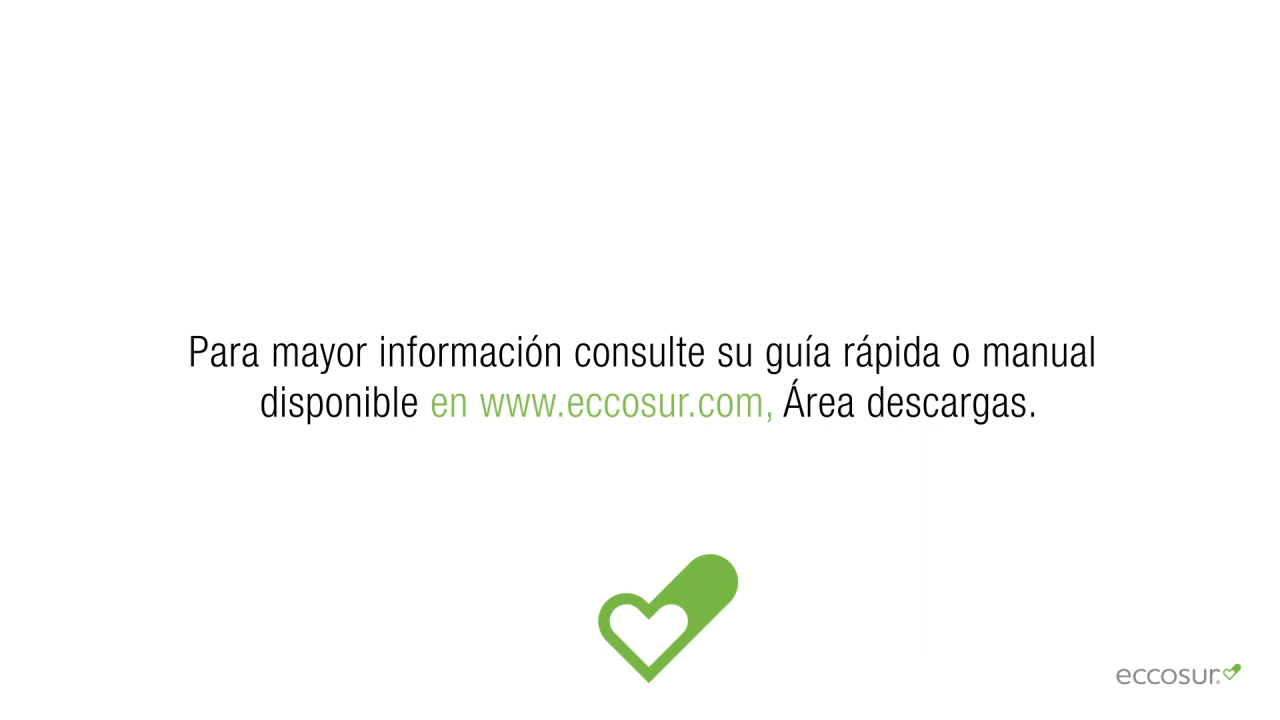 Para mayor información consulte su guía rápida o manual
disponible en www.eccosur.com, Área descargas.
eccosur®